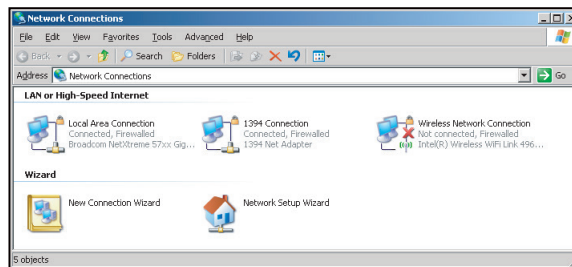 Network Connections
File Edit View Favorites Tools Advanced Help
Back Search Folders
Address Network Connections Go
LAN or High-Speed Internet
Local Area Connection
Connected, Firewalled
Broadcom NetXtreme 57xx Gig...
1394 Connection
Connected, Firewalled
1394 Net Adapter
Wireless Network Connection
Not connected, Firewalled
Intel(R) Wireless WiFi Link 496...
Wizard
New Connection Wizard
Network Setup Wizard
5 objects